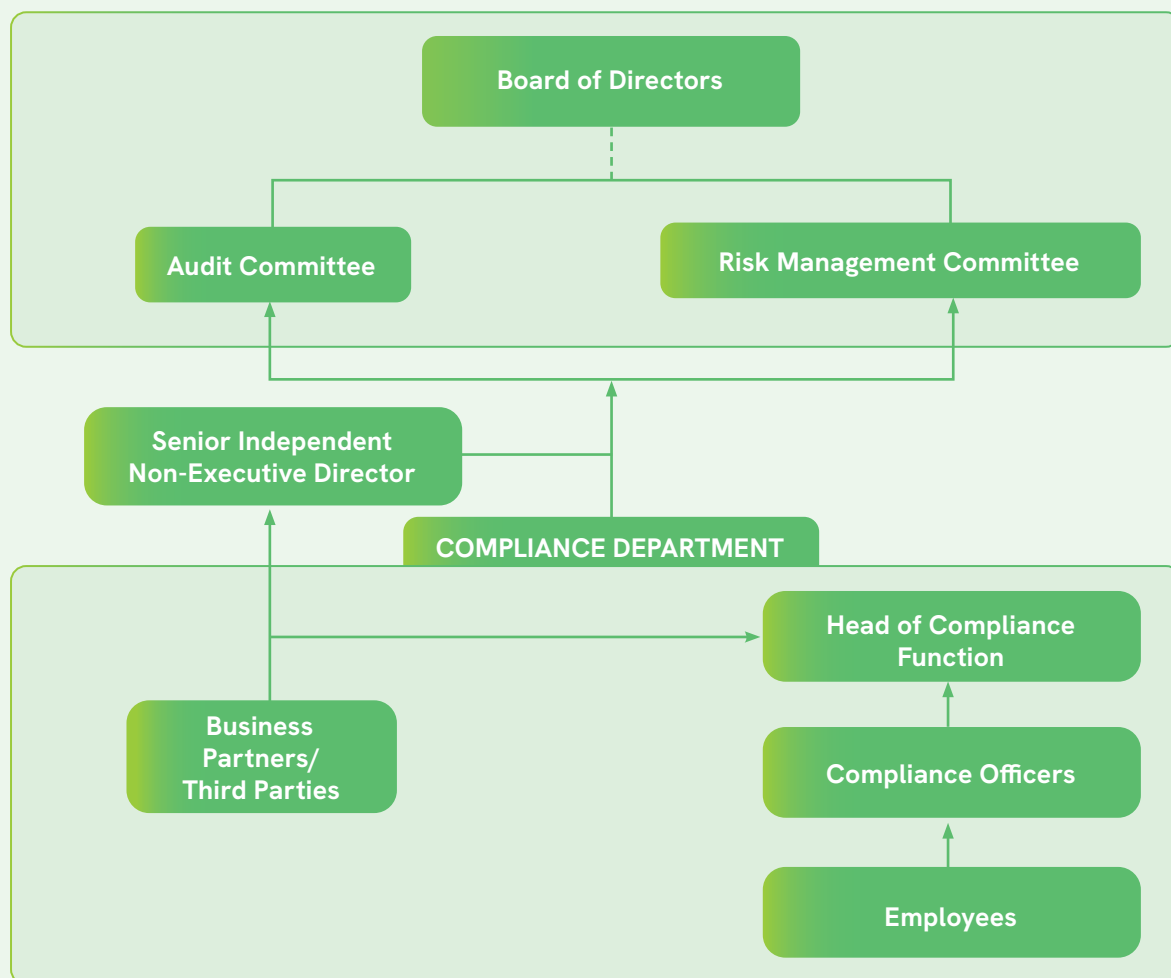 Board of Directors
Audit Committee
Risk Management Committee
Senior Independent
Non-Executive Director
COMPLIANCE DEPARTMENT
Head of Compliance
Function
Business
Partners/
Third Parties
Compliance Officers
Employees